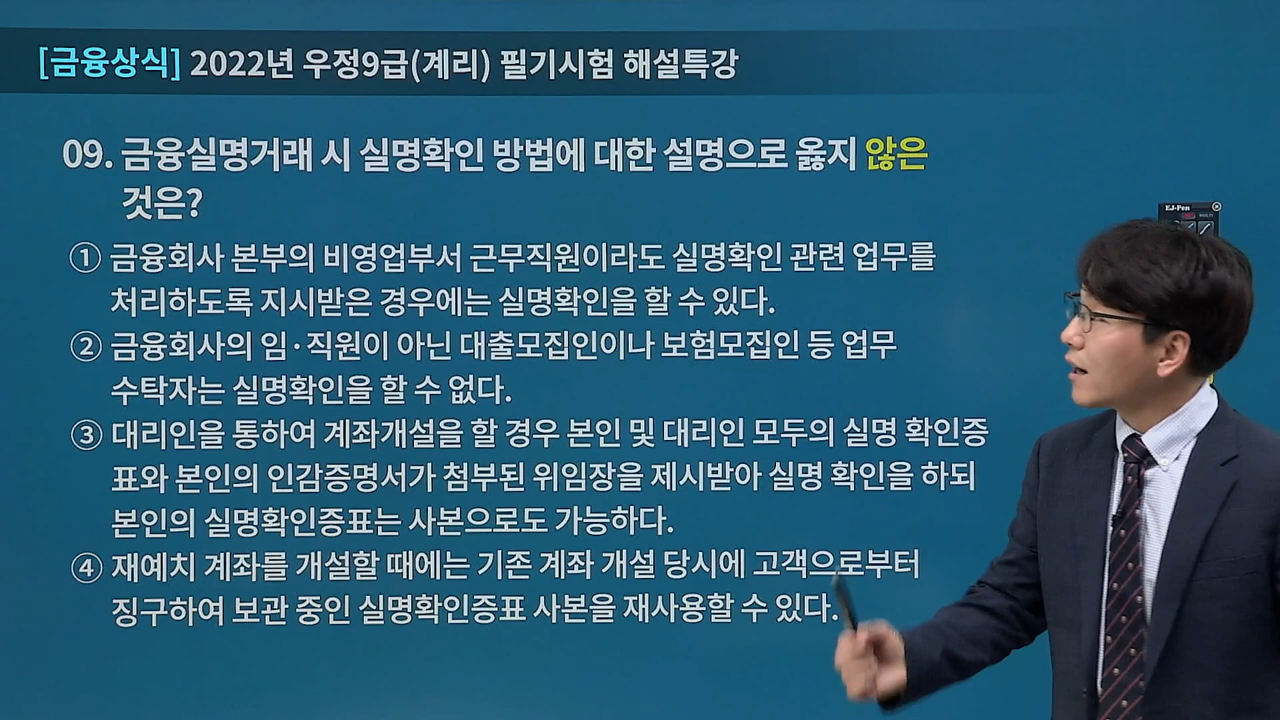 [금융상식] 2022년 우정9급(계리) 필기시험 해설특강
09. 금융실명거래 시 실명확인 방법에 대한 설명으로 옳지 않은
것은?
① 금융회사 본부의 비영업부서 근무직원이라도 실명확인 관련 업무를
처리하도록 지시받은 경우에는 실명확인을 할 수 있다.
② 금융회사의 임·직원이 아닌 대출모집인이나 보험모집인 등 업무
수탁자는 실명확인을 할 수 없다.
③ 대리인을 통하여 계좌개설을 할 경우 본인 및 대리인 모두의 실명 확인증
표와 본인의 인감증명서가 첨부된 위임장을 제시받아 실명 확인을 하되
본인의 실명확인증표는 사본으로도 가능하다.
④ 재예치 계좌를 개설할 때에는 기존 계좌 개설 당시에 고객으로부터
징구하여 보관 중인 실명확인증표 사본을 재사용할 수 있다.
EJ-Pen